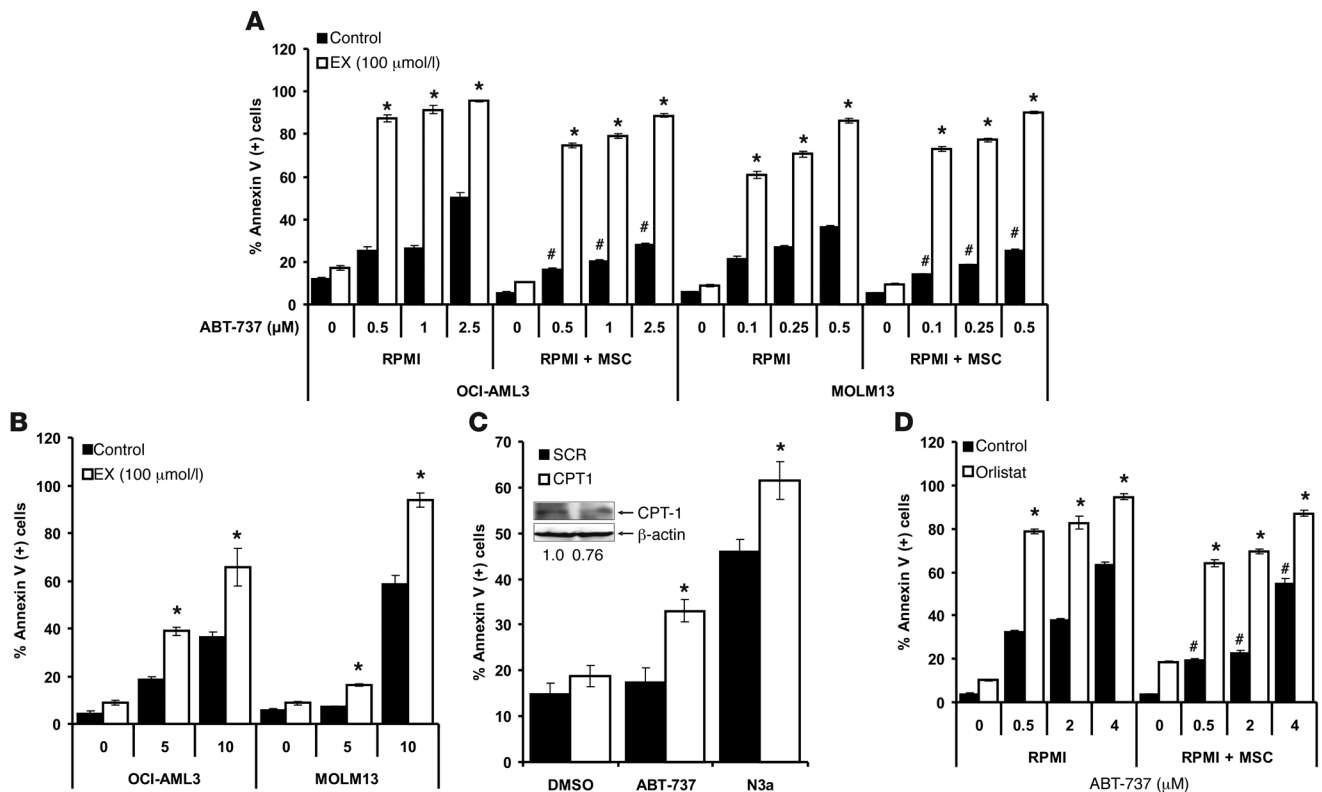 A
Control
EX (100 μmol/l)
% Annexin V (+) cells
120
100
80
60
40
20
0
* * * * * * * * * * * *
# # # # # #
ABT-737 (μM) 0 0.5 1 2.5 0 0.5 1 2.5 0 0.1 0.25 0.5 0 0.1 0.25 0.5
RPMI RPMI + MSC RPMI RPMI + MSC
OCI-AML3 MOLM13
B
Control
EX (100 μmol/l)
% Annexin V (+) cells
120
100
80
60
40
20
0
* * * *
0 5 10 0 5 10
OCI-AML3 MOLM13
C
SCR
CPT1
% Annexin V (+) cells
70
60
50
40
30
20
10
0
CPT-1
β-actin
1.0 0.76
* *
DMSO ABT-737 N3a
D
Control
Orlistat
% Annexin V (+) cells
120
100
80
60
40
20
0
* * * * * *
# # #
0 0.5 2 4 0 0.5 2 4
RPMI RPMI + MSC
ABT-737 (μM)